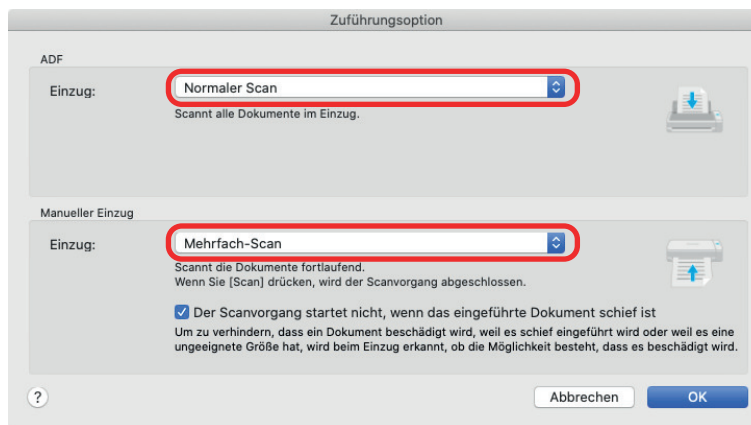 Zuführungsoption
ADF
Einzug:
Normaler Scan
Scannt alle Dokumente im Einzug.
Manueller Einzug
Einzug:
Mehrfach-Scan
Scannt die Dokumente fortlaufend.
Wenn Sie [Scan] drücken, wird der Scanvorgang abgeschlossen.
Der Scanvorgang startet nicht, wenn das eingeführte Dokument schief ist
Um zu verhindern, dass ein Dokument beschädigt wird, weil es schief eingeführt wird oder weil es eine
ungeeignete Größe hat, wird beim Einzug erkannt, ob die Möglichkeit besteht, dass es beschädigt wird.
?
Abbrechen
OK